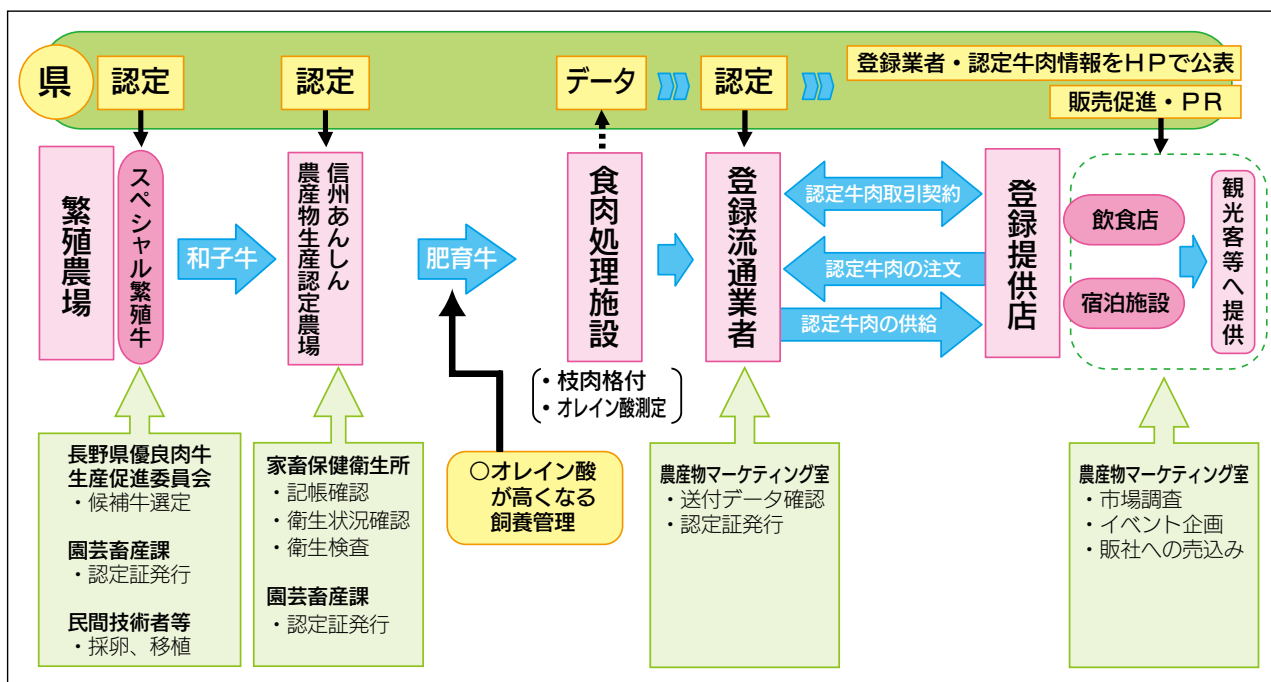 県
認定
認定
データ
認定
登録業者・認定牛肉情報をHPで公表
販売促進・PR
繁殖農場
スペシャル繁殖牛
和子牛
信州あんしん
農産物生産認定農場
肥育牛
食肉処理施設
・枝肉格付
・オレイン酸測定
登録流通業者
認定牛肉取引契約
認定牛肉の注文
認定牛肉の供給
登録提供店
飲食店
宿泊施設
観光客等へ提供
長野県優良肉牛
生産促進委員会
・候補牛選定
園芸畜産課
・認定証発行
民間技術者等
・採卵、移植
家畜保健衛生所
・記帳確認
・衛生状況確認
・衛生検査
園芸畜産課
・認定証発行
○オレイン酸
が高くなる
飼養管理
農産物マーケティング室
・送付データ確認
・認定証発行
農産物マーケティング室
・市場調査
・イベント企画
・販社への売込み